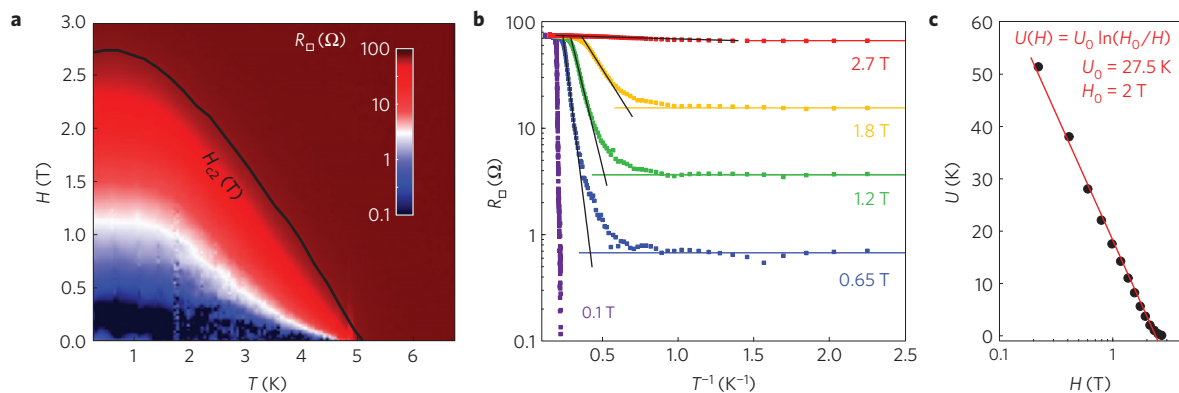 a
3.0
2.5
2.0
1.5
1.0
0.5
0.0
H (T)
R□ (Ω)
100
10
1
0.1
Hc2 (T)
1 2 3 4 5 6
T (K)
b
100
10
1
0.1
R□ (Ω)
2.7 T
1.8 T
1.2 T
0.65 T
0.1 T
0.5 1.0 1.5 2.0 2.5
T⁻¹ (K⁻¹)
c
60
50
40
30
20
10
0
U (K)
U(H) = U₀ ln(H₀/H)
U₀ = 27.5 K
H₀ = 2 T
0.1 1
H (T)